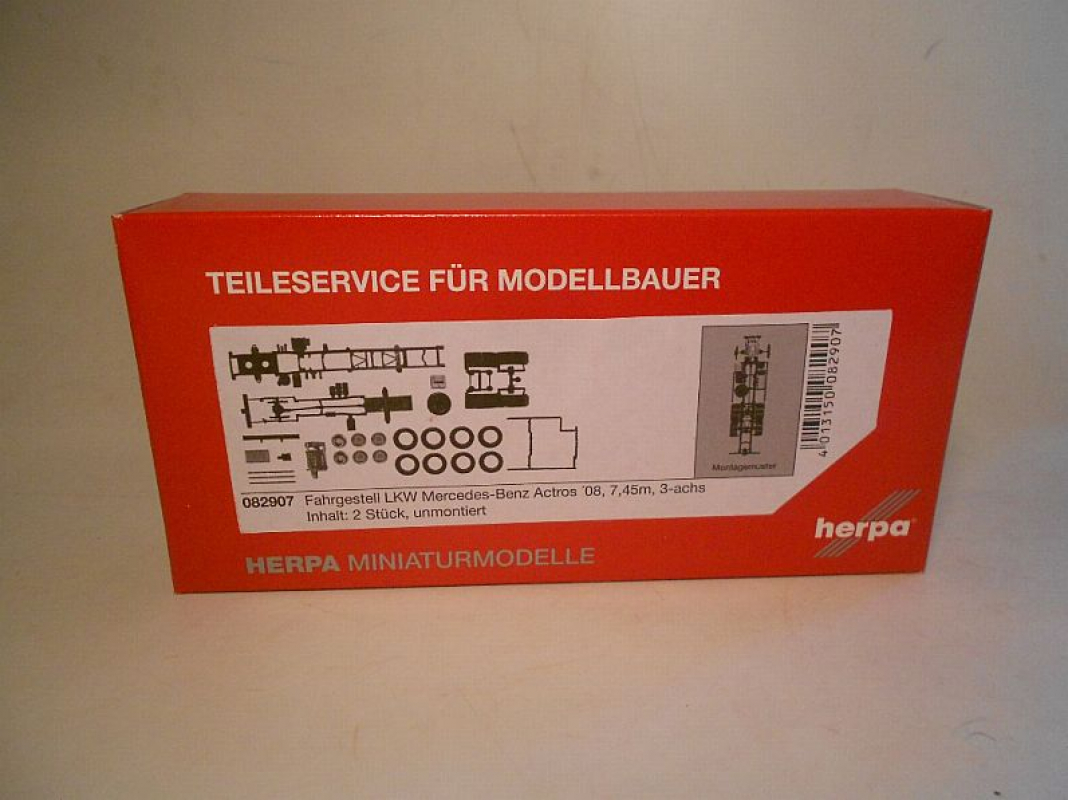 TEILESERVICE FÜR MODELLBAUER
Montagemuster
4 013150 082907
082907 Fahrgestell LKW Mercedes-Benz Actros ´08, 7,45m, 3-achs
Inhalt: 2 Stück, unmontiert
herpa®
HERPA MINIATURMODELLE